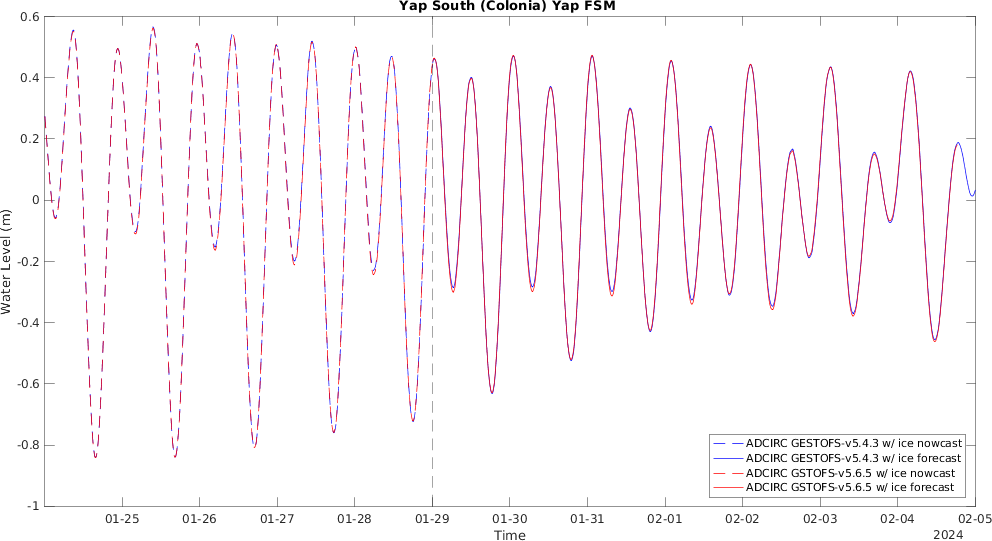 Yap South (Colonia) Yap FSM
0.6
0.4
0.2
0
-0.2
-0.4
-0.6
-0.8
-1
Water Level (m)
ADCIRC GESTOFS-v5.4.3 w/ ice nowcast
ADCIRC GESTOFS-v5.4.3 w/ ice forecast
ADCIRC GSTOFS-v5.6.5 w/ ice nowcast
ADCIRC GSTOFS-v5.6.5 w/ ice forecast
01-25 01-26 01-27 01-28 01-29 01-30 01-31 02-01 02-02 02-03 02-04 02-05
Time
2024